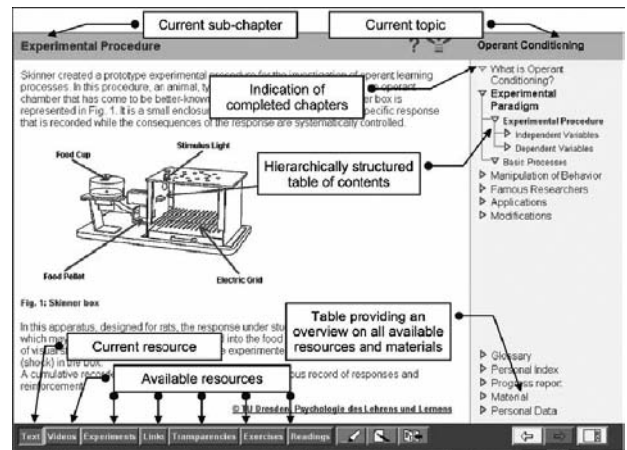 Current sub-chapter
Current topic
Experimental Procedure
?
Operant Conditioning
Skinner created a prototype experimental procedure for the investigation of operant learning
processes. In this procedure, an animal, operant
chamber that has come to be better-known box is
represented in Fig. 1. It is a small enclosure specific response
that is recorded while the consequences of the response are systematically controlled.
Indication of
completed chapters
What is Operant
Conditioning?
Experimental
Paradigm
Experimental Procedure
Independent Variables
Dependent Variables
Basic Processes
Manipulation of Behavior
Famous Researchers
Applications
Modifications
Hierarchically structured
table of contents
Food Cup
Stimulus Light
Food Pellet
Electric Grid
Fig. 1: Skinner box
In this apparatus, designed for rats, the response under
which may into the food
of visual experimenter
(shock) in the box.
A cumulative record of responses and
reinforcement
Table providing an
overview on all available
resources and materials
Current resource
Available resources
Glossary
Personal Index
Progress report
Material
Personal Data
© TU Dresden, Psychologie des Lehrens und Lernens
Text Videos Experiments Links Transparencies Exercises Readings